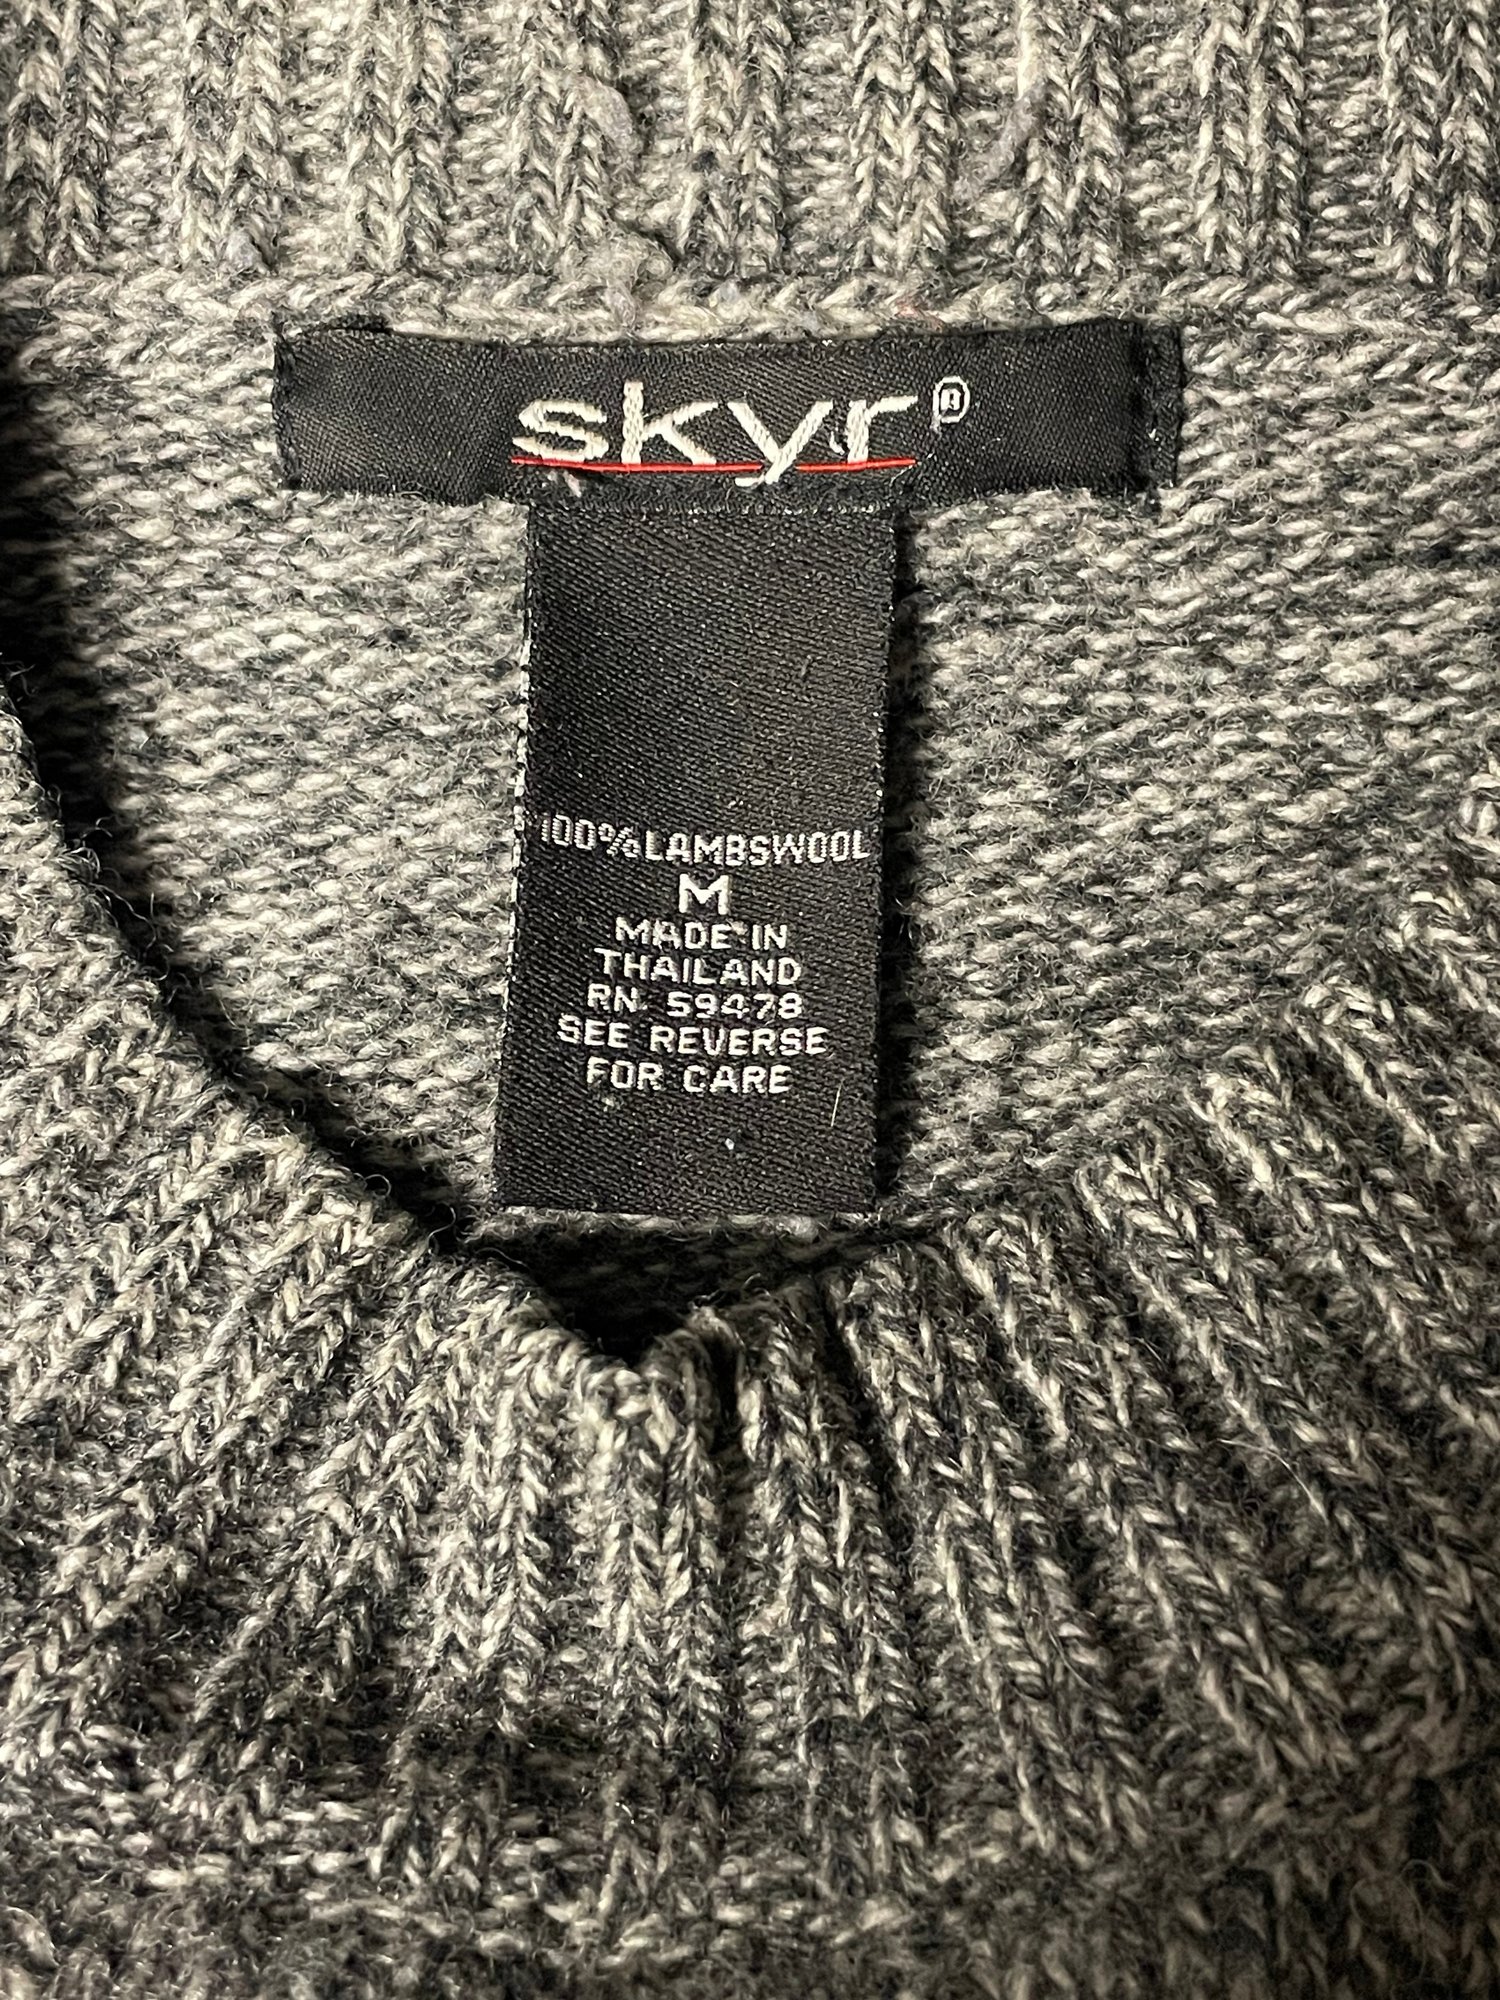 skyr®
100% LAMBSWOOL
M
MADE IN
THAILAND
RN 59478
SEE REVERSE
FOR CARE